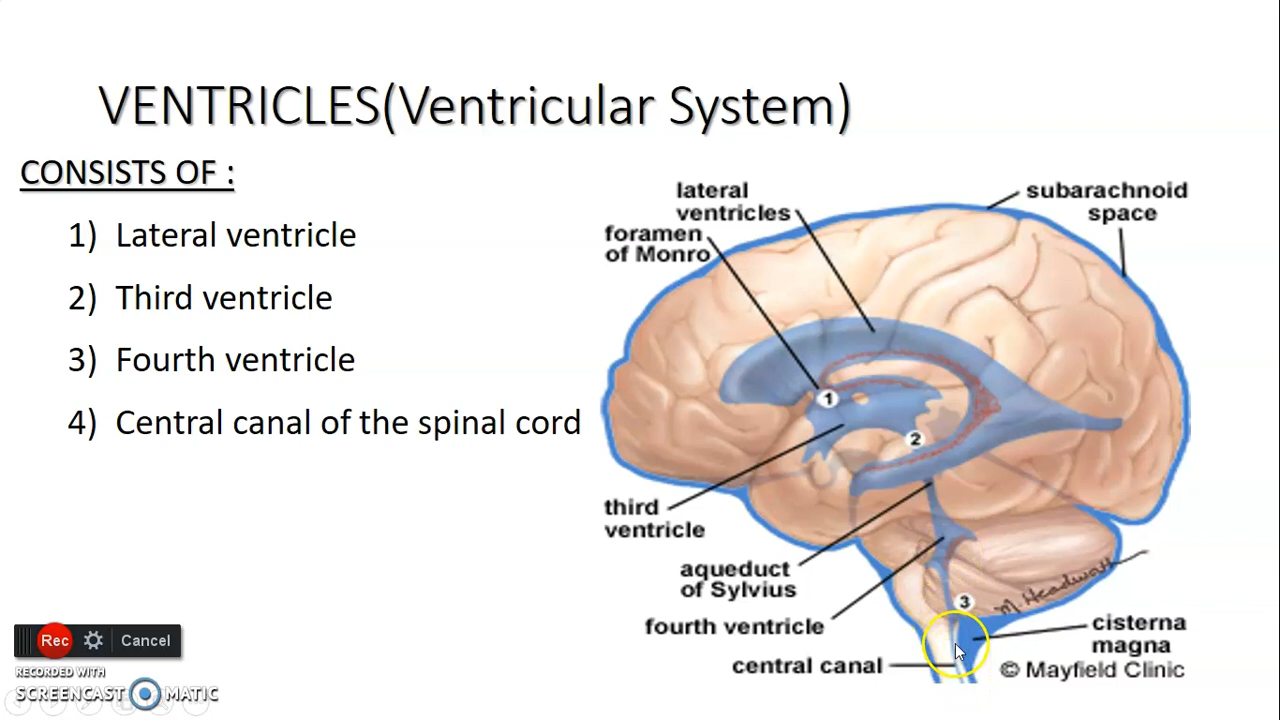 VENTRICLES(Ventricular System)
CONSISTS OF :
1) Lateral ventricle
2) Third ventricle
3) Fourth ventricle
4) Central canal of the spinal cord
lateral
ventricles
foramen
of Monro
subarachnoid
space
1
2
third
ventricle
aqueduct
of Sylvius
fourth ventricle
3
M. Headworth
cisterna
magna
central canal
© Mayfield Clinic
Rec
Cancel
RECORDED WITH
SCREENCAST MATIC